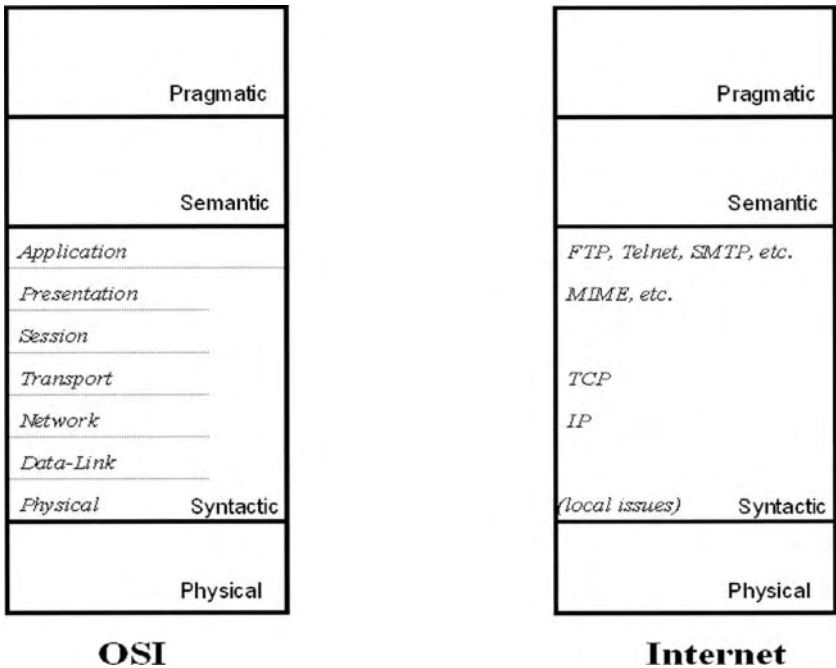 Pragmatic
Semantic
Application
Presentation
Session
Transport
Network
Data-Link
Physical Syntactic
Physical
OSI
Pragmatic
Semantic
FTP, Telnet, SMTP, etc.
MIME, etc.
TCP
IP
(local issues) Syntactic
Physical
Internet